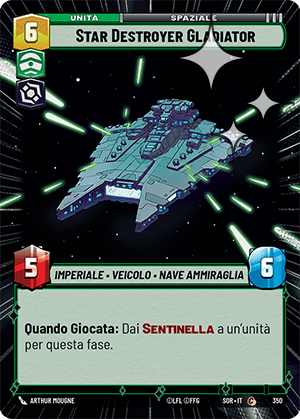 UNITÀ
SPAZIALE
6
STAR DESTROYER GLADIATOR
5
IMPERIALE • VEICOLO • NAVE AMMIRAGLIA
6
Quando Giocata: Dai SENTINELLA a un'unità
per questa fase.
ARTHUR MOUGNE
©LFL ©FFG
SOR • IT
C
350